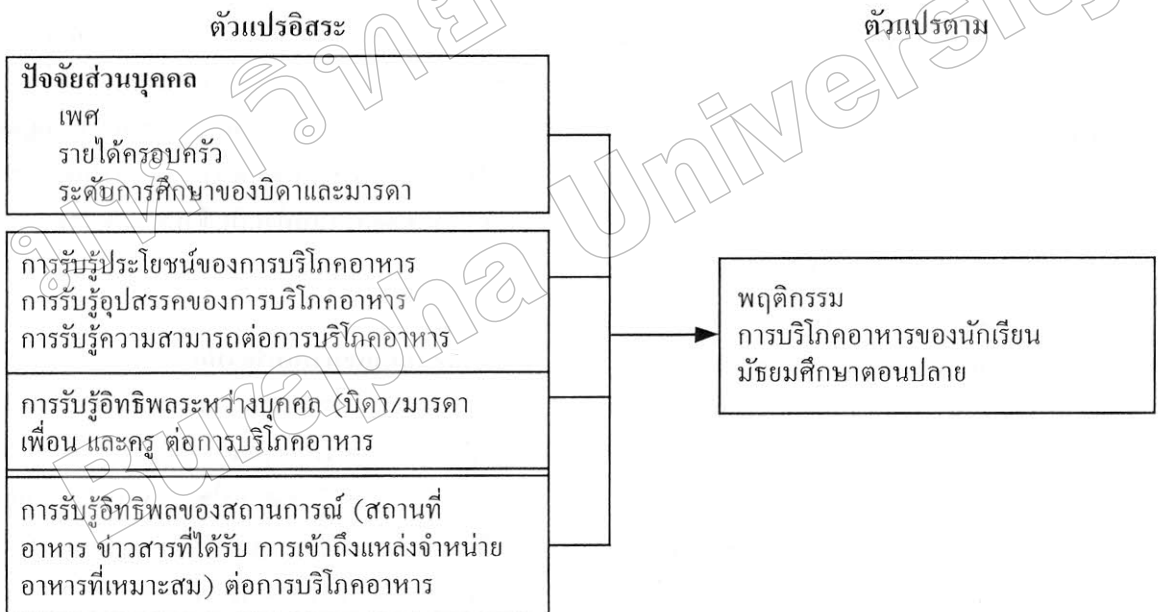 ตัวแปรอิสระ
ตัวแปรตาม
ปัจจัยส่วนบุคคล
เพศ
รายได้ครอบครัว
ระดับการศึกษาของบิดาและมารดา
การรับรู้ประโยชน์ของการบริโภคอาหาร
การรับรู้อุปสรรคของการบริโภคอาหาร
การรับรู้ความสามารถต่อการบริโภคอาหาร
การรับรู้อิทธิพลระหว่างบุคคล (บิดา/มารดา
เพื่อน และครู ต่อการบริโภคอาหาร
การรับรู้อิทธิพลของสถานการณ์ (สถานที่
อาหาร ข่าวสารที่ได้รับ การเข้าถึงแหล่งจำหน่าย
อาหารที่เหมาะสม) ต่อการบริโภคอาหาร
พฤติกรรม
การบริโภคอาหารของนักเรียน
มัธยมศึกษาตอนปลาย
Burapha University